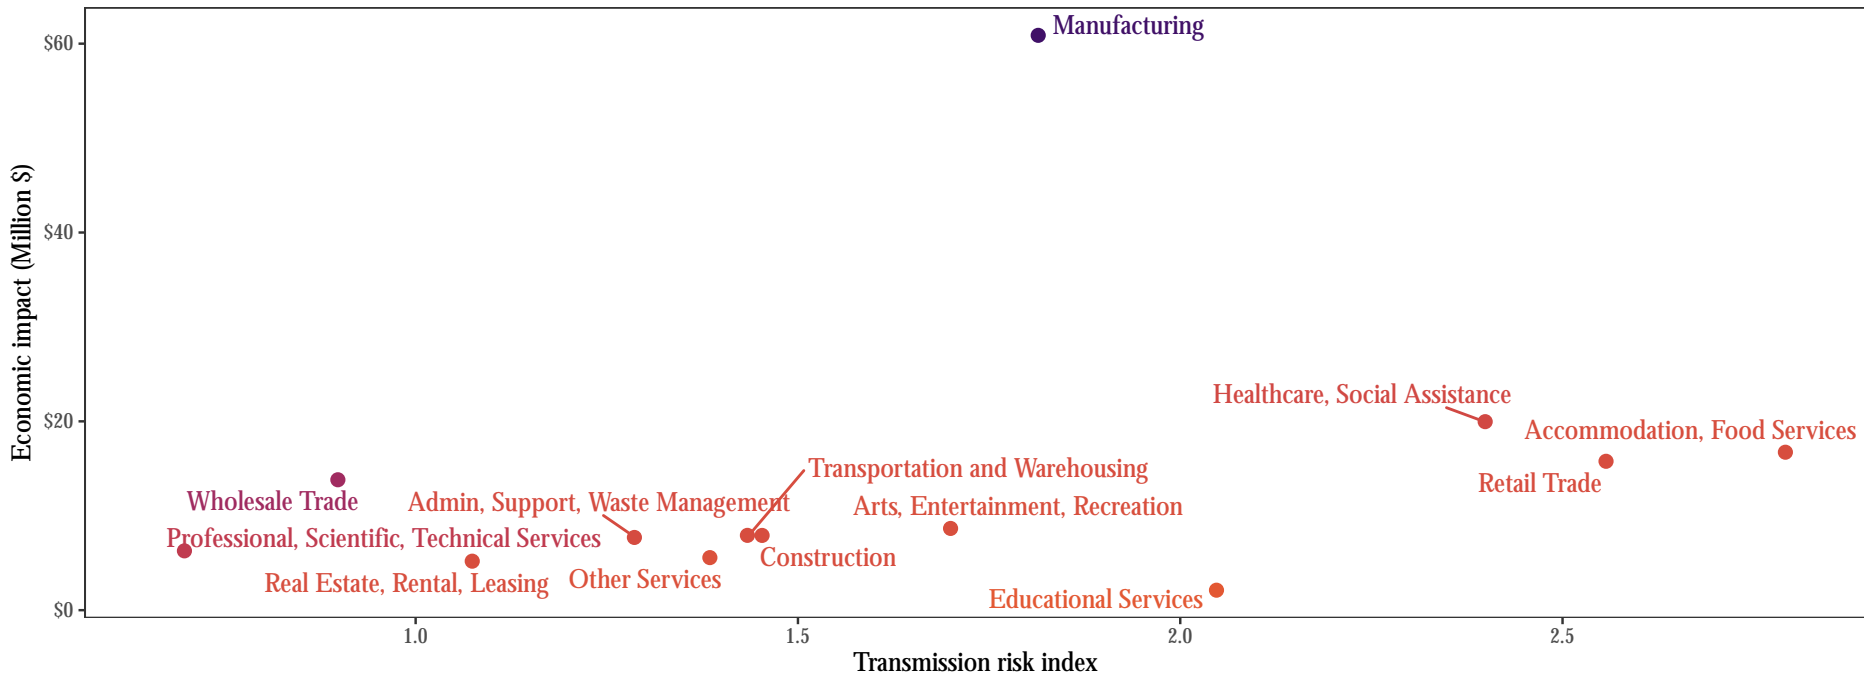 Manufacturing
$60
$40
Economic impact (Million $)
Healthcare, Social Assistance
$20
Accommodation, Food Services
Transportation and Warehousing
Retail Trade
Wholesale Trade
Admin, Support, Waste Management
Arts, Entertainment, Recreation
Professional, Scientific, Technical Services
Construction
Real Estate, Rental, Leasing
Other Services
Educational Services
$0
1.0
1.5
2.0
2.5
Transmission risk index